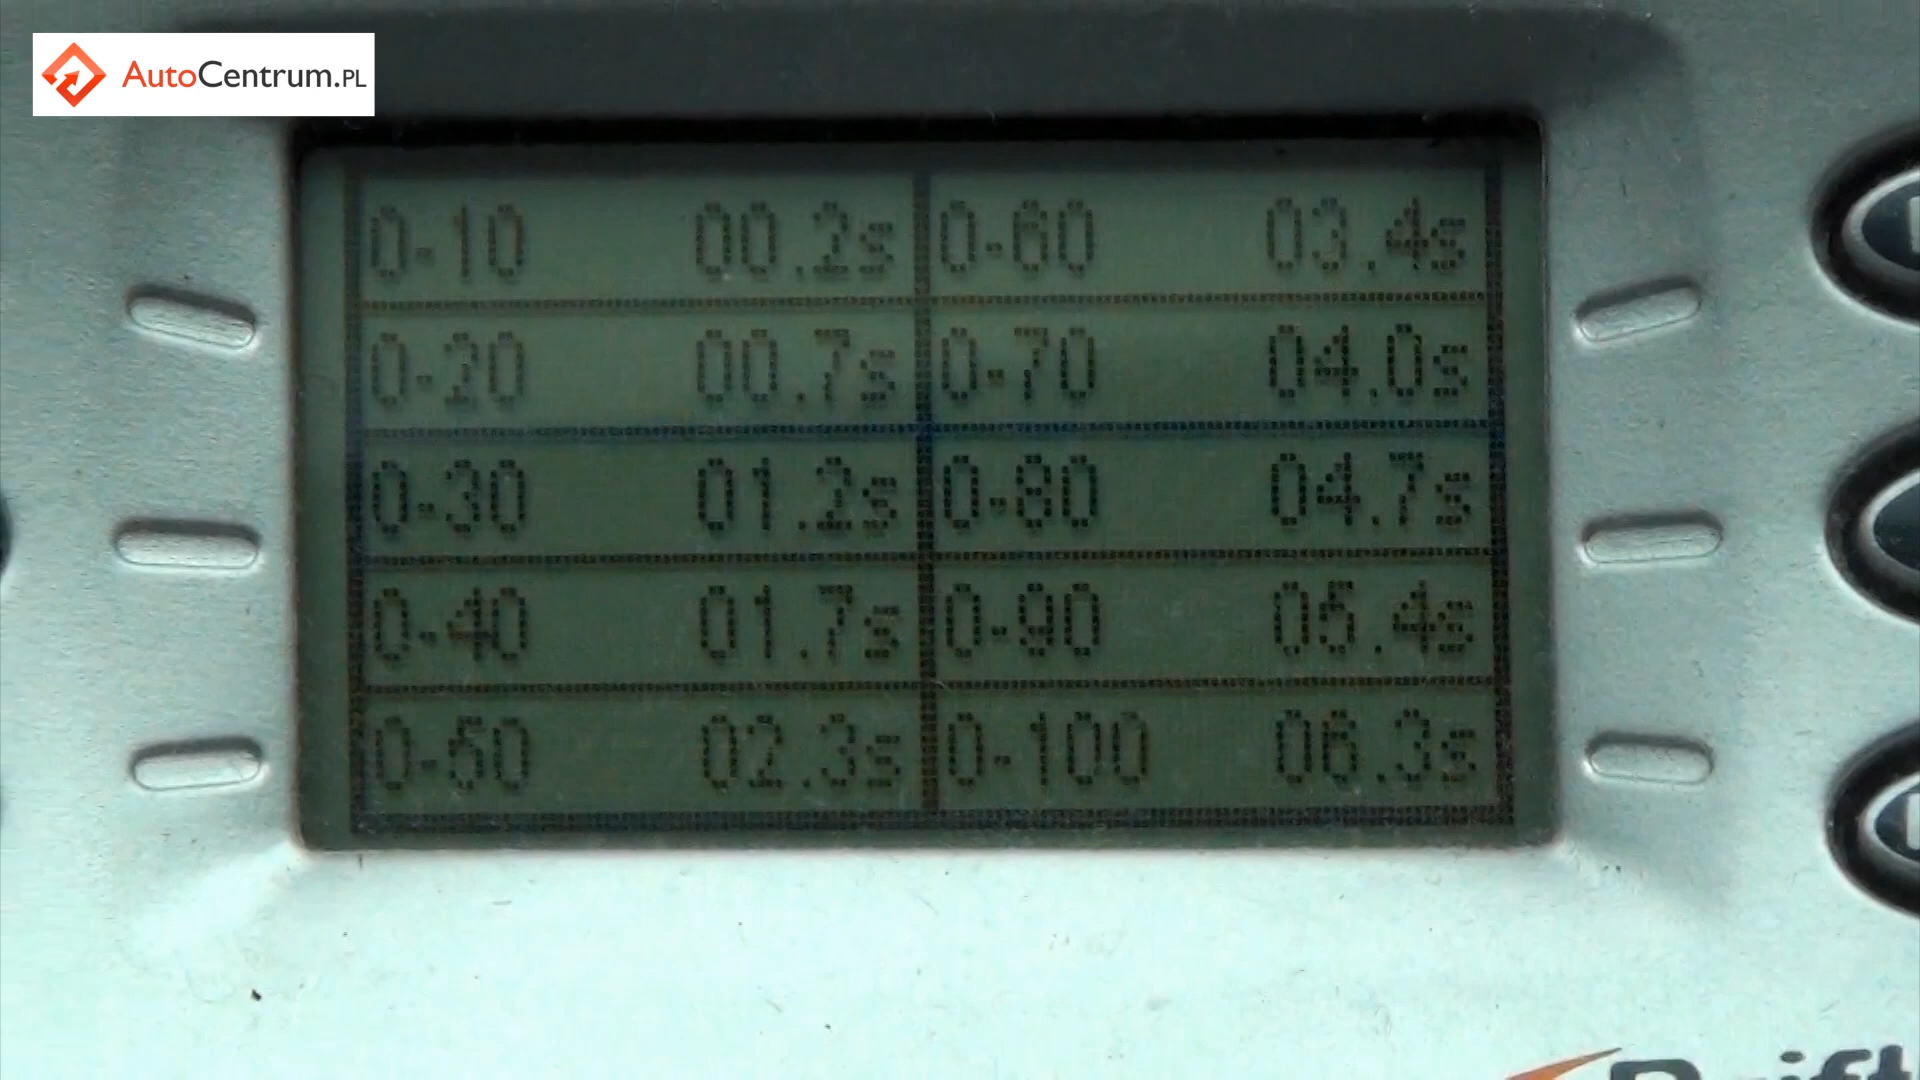 AutoCentrum.PL
0-10 00.2s 0-60 03.4s
0-20 00.7s 0-70 04.0s
0-30 01.2s 0-80 04.7s
0-40 01.7s 0-90 05.4s
0-50 02.3s 0-100 06.3s